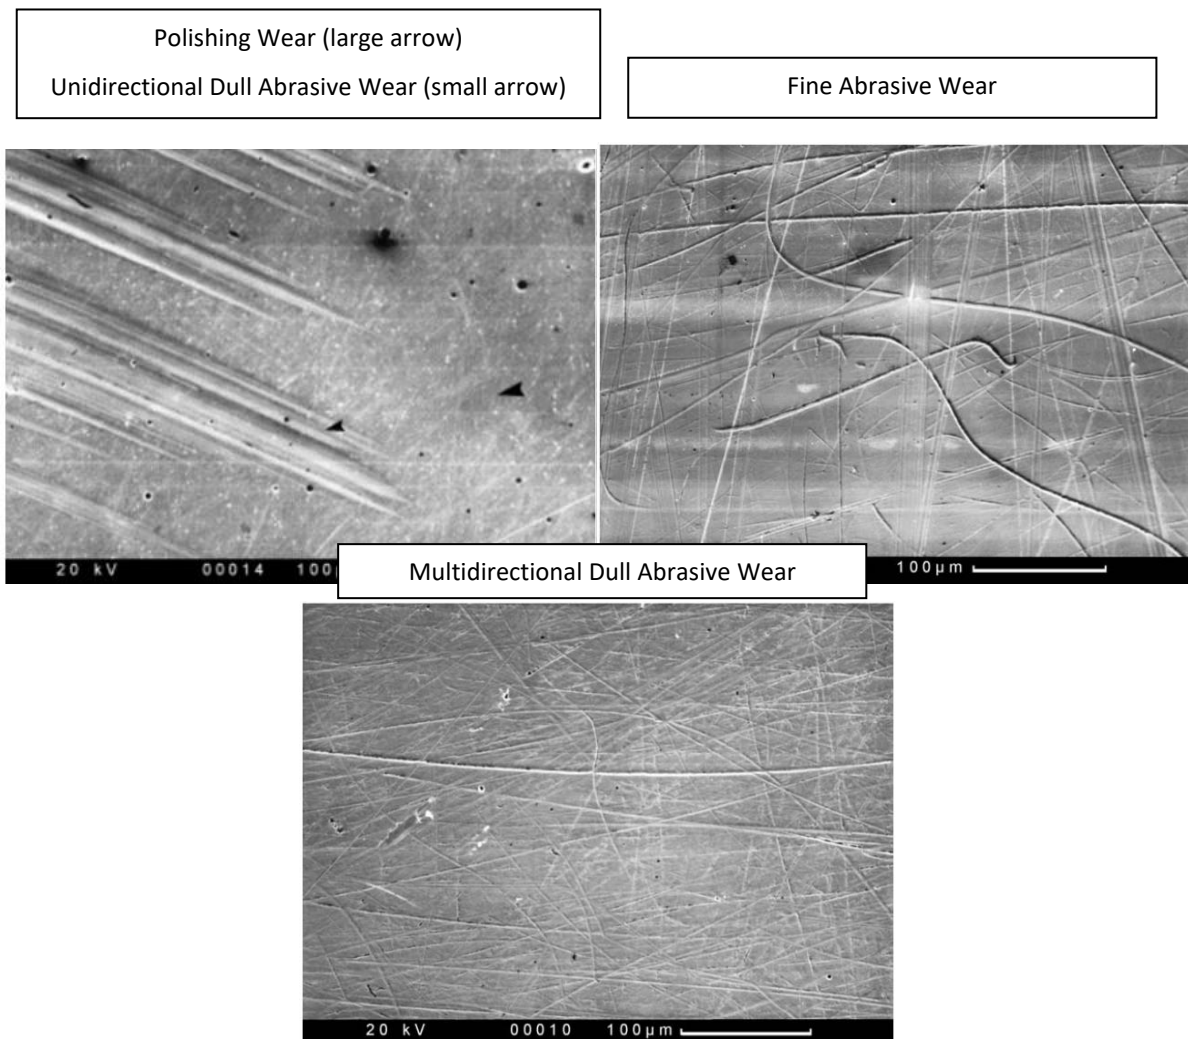 Polishing Wear (large arrow)
Unidirectional Dull Abrasive Wear (small arrow)
Fine Abrasive Wear
20 kV 00014 100µ
100µm
Multidirectional Dull Abrasive Wear
20 kV 00010 100µm